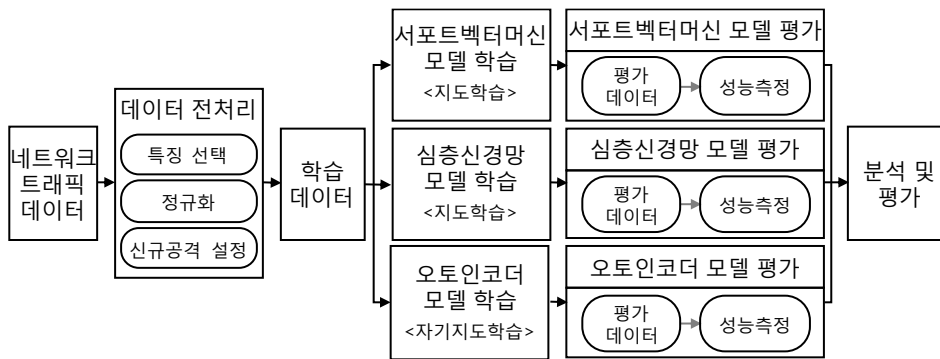 네트워크
트래픽
데이터
데이터 전처리
특징 선택
정규화
신규공격 설정
학습
데이터
서포트벡터머신
모델 학습
<지도학습>
심층신경망
모델 학습
<지도학습>
오토인코더
모델 학습
<자기지도학습>
서포트벡터머신 모델 평가
평가
데이터
성능측정
심층신경망 모델 평가
평가
데이터
성능측정
오토인코더 모델 평가
평가
데이터
성능측정
분석 및
평가